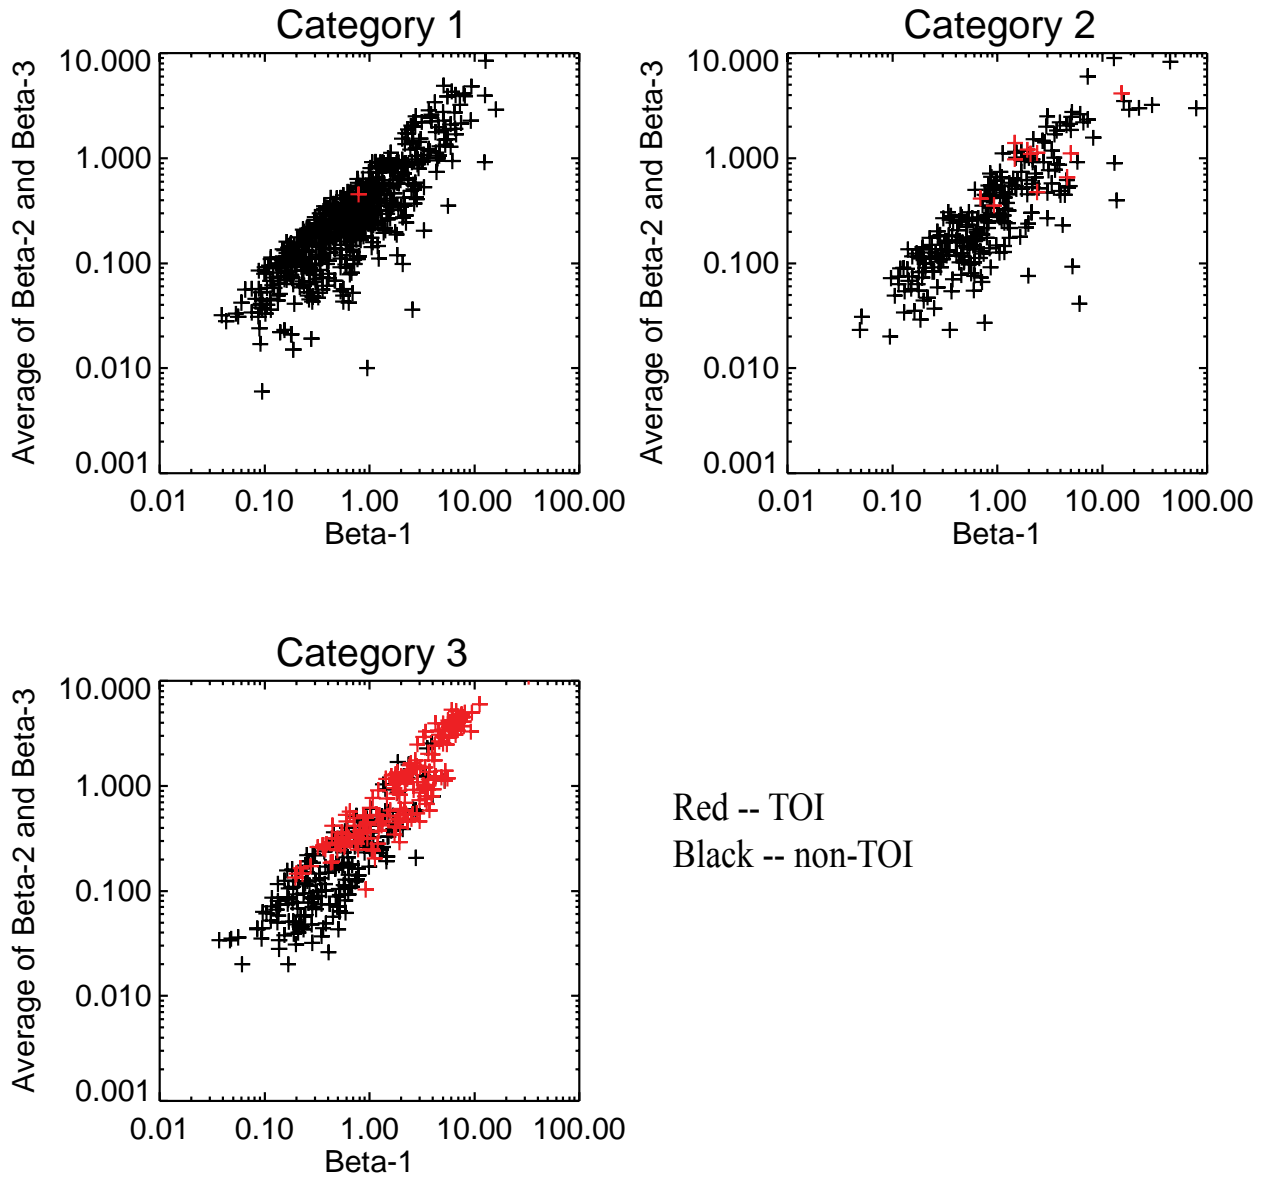 Category 1
Average of Beta-2 and Beta-3
10.000
1.000
0.100
0.010
0.001
0.01 0.10 1.00 10.00 100.00
Beta-1
Category 2
Average of Beta-2 and Beta-3
10.000
1.000
0.100
0.010
0.001
0.01 0.10 1.00 10.00 100.00
Beta-1
Category 3
Average of Beta-2 and Beta-3
10.000
1.000
0.100
0.010
0.001
0.01 0.10 1.00 10.00 100.00
Beta-1
Red -- TOI
Black -- non-TOI